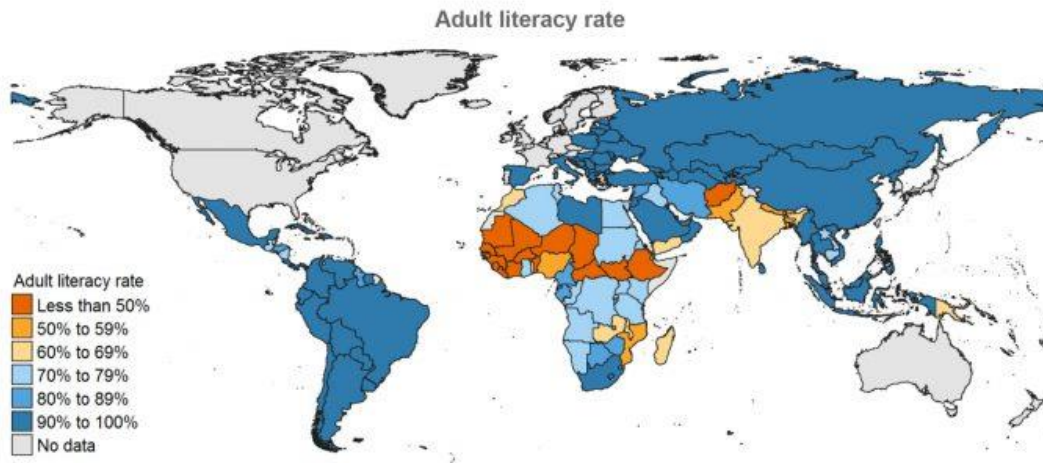 Adult literacy rate
Adult literacy rate
Less than 50%
50% to 59%
60% to 69%
70% to 79%
80% to 89%
90% to 100%
No data